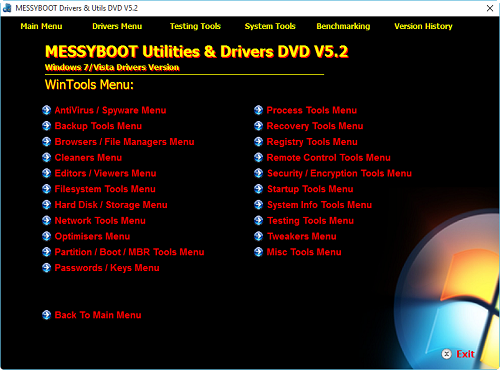 MESSYBOOT Drivers & Utils DVD V5.2
Main Menu Drivers Menu Testing Tools System Tools Benchmarking Version History
MESSYBOOT Utilities & Drivers DVD V5.2
Windows 7/Vista Drivers Version
WinTools Menu:
AntiVirus / Spyware Menu
Backup Tools Menu
Browsers / File Managers Menu
Cleaners Menu
Editors / Viewers Menu
Filesystem Tools Menu
Hard Disk / Storage Menu
Network Tools Menu
Optimisers Menu
Partition / Boot / MBR Tools Menu
Passwords / Keys Menu
Process Tools Menu
Recovery Tools Menu
Registry Tools Menu
Remote Control Tools Menu
Security / Encryption Tools Menu
Startup Tools Menu
System Info Tools Menu
Testing Tools Menu
Tweakers Menu
Misc Tools Menu
Back To Main Menu
Exit